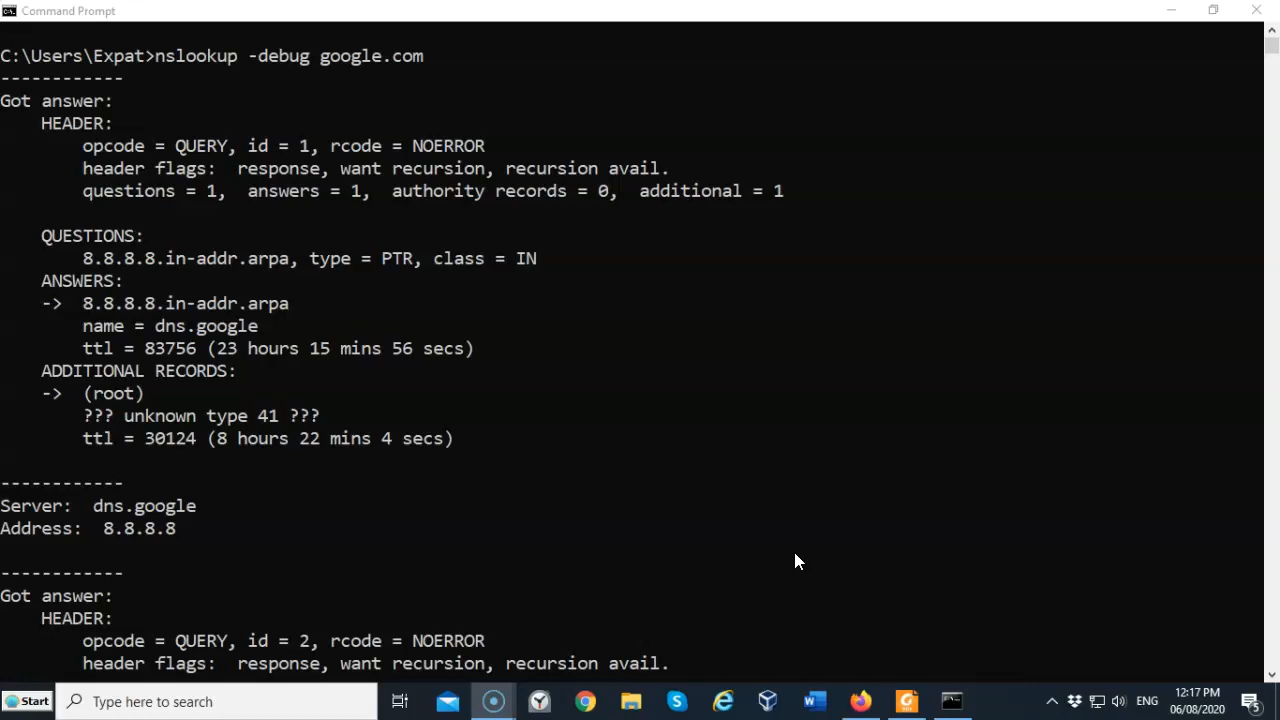 Command Prompt
C:\Users\Expat>nslookup -debug google.com
------------
Got answer:
    HEADER:
        opcode = QUERY, id = 1, rcode = NOERROR
        header flags:  response, want recursion, recursion avail.
        questions = 1,  answers = 1,  authority records = 0,  additional = 1

    QUESTIONS:
        8.8.8.8.in-addr.arpa, type = PTR, class = IN
    ANSWERS:
    ->  8.8.8.8.in-addr.arpa
        name = dns.google
        ttl = 83756 (23 hours 15 mins 56 secs)
    ADDITIONAL RECORDS:
    ->  (root)
        ??? unknown type 41 ???
        ttl = 30124 (8 hours 22 mins 4 secs)

------------
Server:  dns.google
Address:  8.8.8.8

------------
Got answer:
    HEADER:
        opcode = QUERY, id = 2, rcode = NOERROR
        header flags:  response, want recursion, recursion avail.
Start Type here to search ENG 12:17 PM
06/08/2020 5